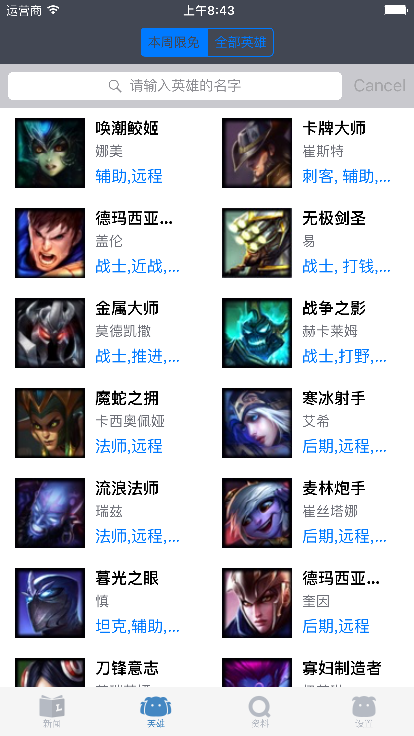 运营商 上午8:43
本周限免 全部英雄
请输入英雄的名字 Cancel
唤潮鲛姬
娜美
辅助,远程
卡牌大师
崔斯特
刺客, 辅助,...
德玛西亚...
盖伦
战士,近战,...
无极剑圣
易
战士, 打钱,...
金属大师
莫德凯撒
战士,推进,...
战争之影
赫卡莱姆
战士,打野,...
魔蛇之拥
卡西奥佩娅
法师,远程
寒冰射手
艾希
后期,远程,...
流浪法师
瑞兹
法师,远程,...
麦林炮手
崔丝塔娜
后期,远程,...
暮光之眼
慎
坦克,辅助,...
德玛西亚...
奎因
后期,远程
刀锋意志
寡妇制造者
新闻 英雄 资料 设置